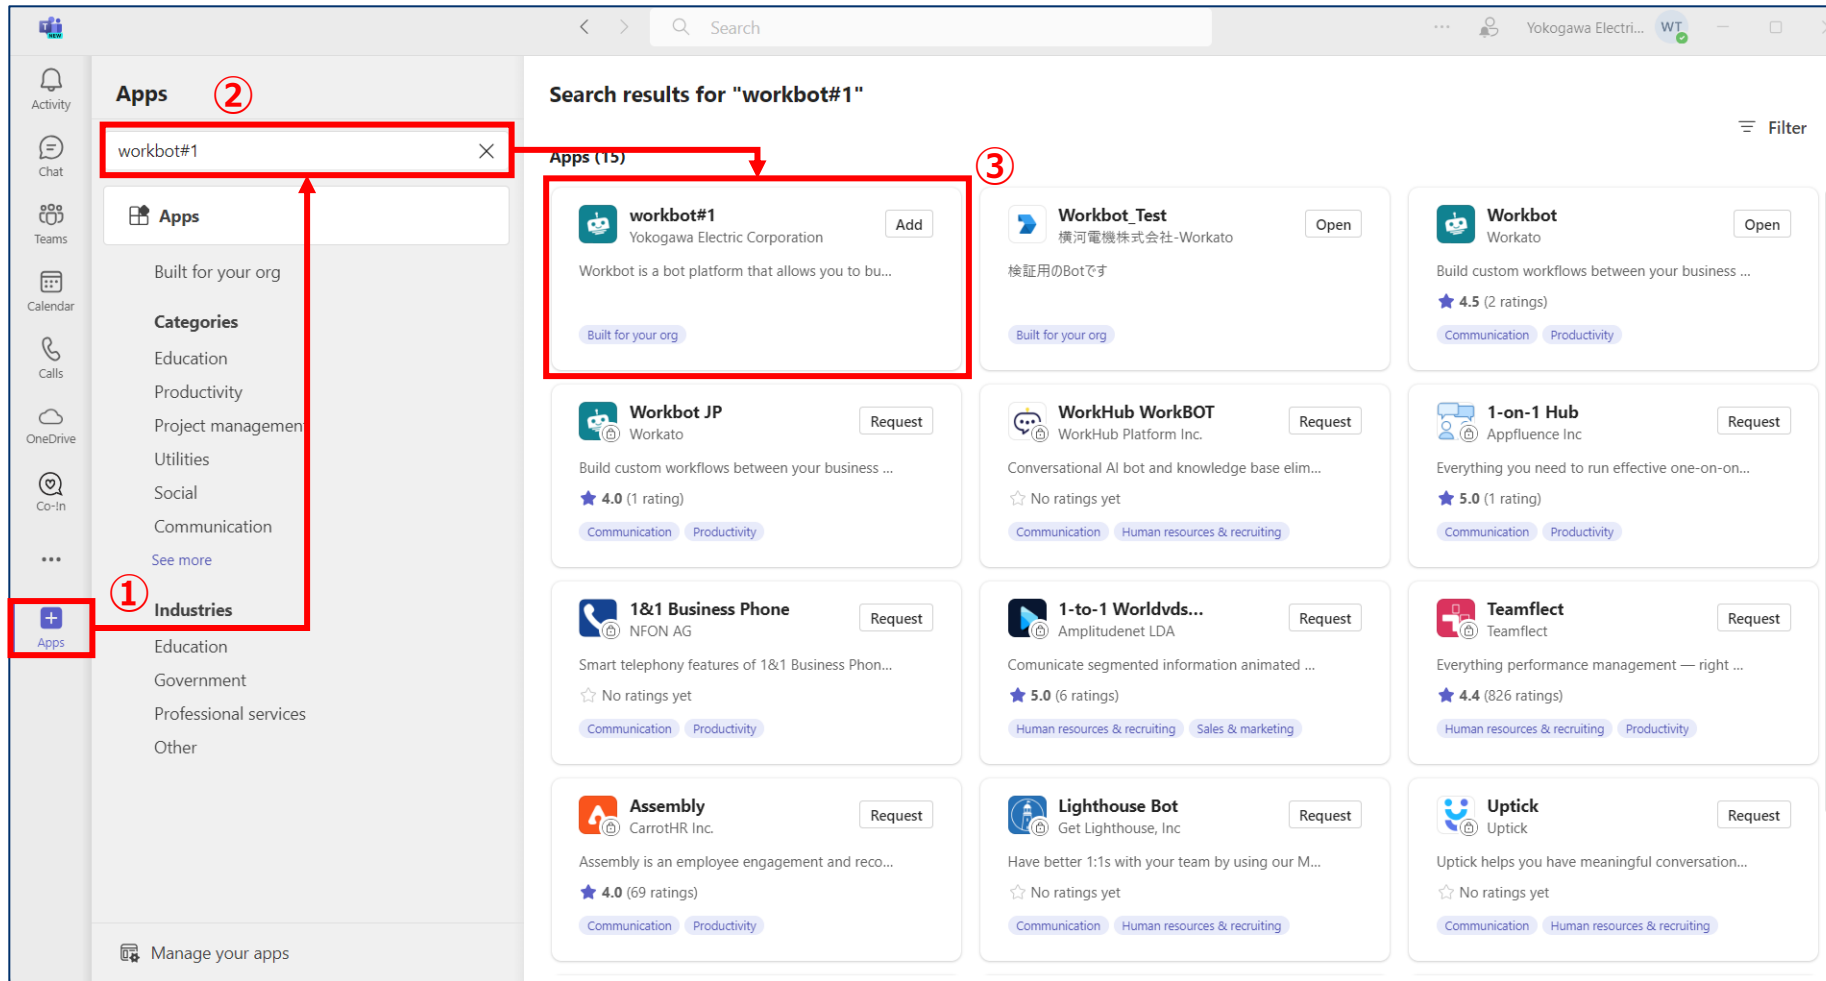 NEW
Search
...
Yokogawa Electri...
WT
Activity
Chat
Teams
Calendar
Calls
OneDrive
Co-In
Apps
①
Apps
②
workbot#1
Apps
Built for your org
Categories
Education
Productivity
Project managemen
Utilities
Social
Communication
See more
Industries
Education
Government
Professional services
Other
Manage your apps
Search results for "workbot#1"
Filter
Apps (15)
③
workbot#1
Yokogawa Electric Corporation
Add
Workbot is a bot platform that allows you to bu...
Built for your org
Workbot_Test
横河電機株式会社-Workato
Open
検証用のBotです
Built for your org
Workbot
Workato
Open
Build custom workflows between your business ...
4.5 (2 ratings)
Communication Productivity
Workbot JP
Workato
Request
Build custom workflows between your business ...
4.0 (1 rating)
Communication Productivity
WorkHub WorkBOT
WorkHub Platform Inc.
Request
Conversational AI bot and knowledge base elim...
No ratings yet
Communication Human resources & recruiting
1-on-1 Hub
Appfluence Inc
Request
Everything you need to run effective one-on-on...
5.0 (1 rating)
Communication Productivity
1&1 Business Phone
NFON AG
Request
Smart telephony features of 1&1 Business Phon...
No ratings yet
Communication Productivity
1-to-1 Worldvds...
Amplitudenet LDA
Request
Comunicate segmented information animated ...
5.0 (6 ratings)
Human resources & recruiting Sales & marketing
Teamflect
Teamflect
Request
Everything performance management — right ...
4.4 (826 ratings)
Human resources & recruiting Productivity
Assembly
CarrotHR Inc.
Request
Assembly is an employee engagement and reco...
4.0 (69 ratings)
Communication Productivity
Lighthouse Bot
Get Lighthouse, Inc
Request
Have better 1:1s with your team by using our M...
No ratings yet
Communication Human resources & recruiting
Uptick
Uptick
Request
Uptick helps you have meaningful conversation...
No ratings yet
Communication Human resources & recruiting